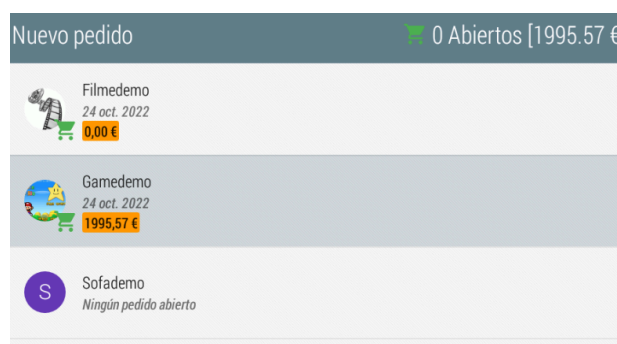 Nuevo pedido
0 Abiertos [1995.57 €
Filmedemo
24 oct. 2022
0,00 €
Gamedemo
24 oct. 2022
1995,57 €
S
Sofademo
Ningún pedido abierto